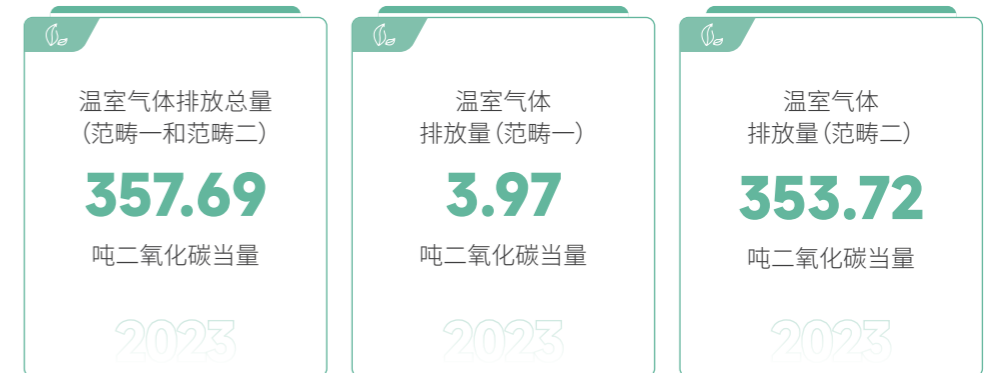 温室气体排放总量
（范畴一和范畴二）
357.69
吨二氧化碳当量
2023
温室气体
排放量（范畴一）
3.97
吨二氧化碳当量
2023
温室气体
排放量（范畴二）
353.72
吨二氧化碳当量
2023